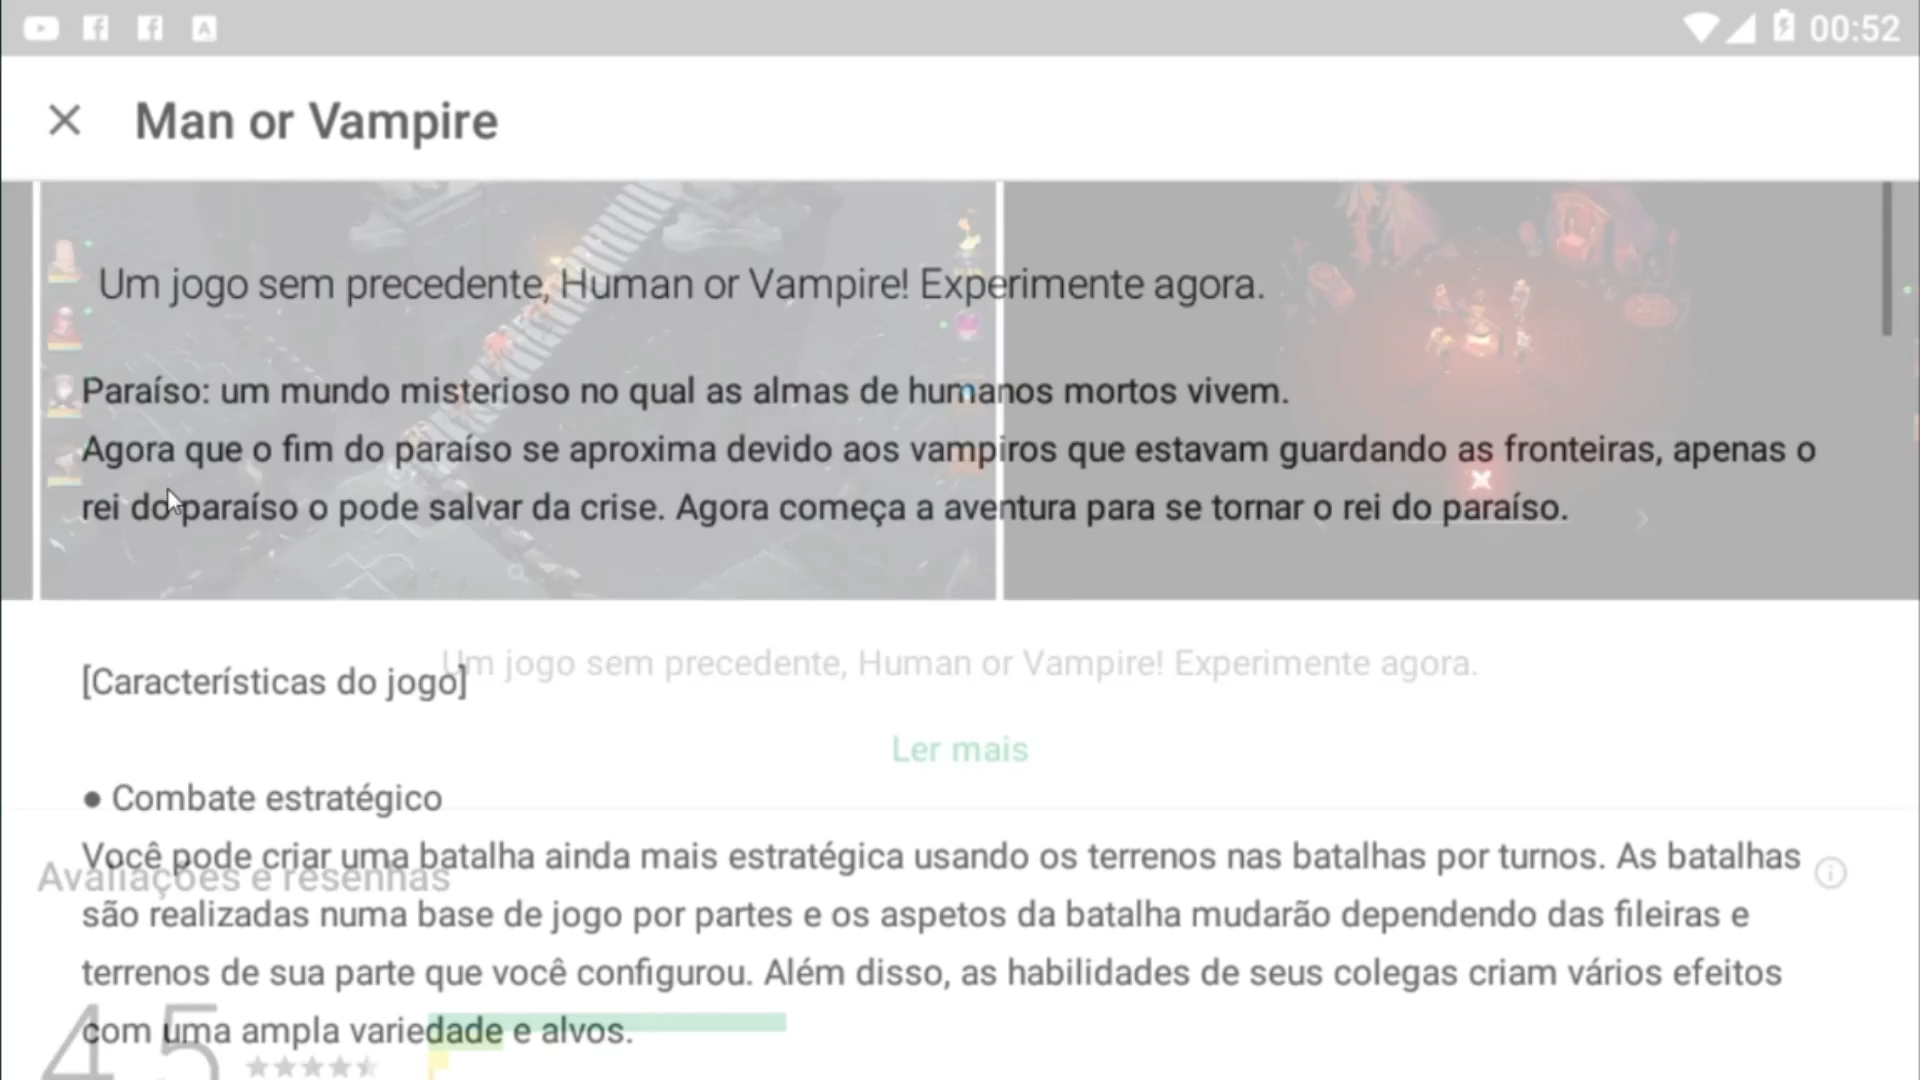 00:52
Man or Vampire
Um jogo sem precedente, Human or Vampire! Experimente agora.
Paraíso: um mundo misterioso no qual as almas de humanos mortos vivem.
Agora que o fim do paraíso se aproxima devido aos vampiros que estavam guardando as fronteiras, apenas o
rei do paraíso o pode salvar da crise. Agora começa a aventura para se tornar o rei do paraíso.
Um jogo sem precedente, Human or Vampire! Experimente agora.
[Características do jogo]
Ler mais
● Combate estratégico
Você pode criar uma batalha ainda mais estratégica usando os terrenos nas batalhas por turnos. As batalhas
Avaliações e resenhas
são realizadas numa base de jogo por partes e os aspetos da batalha mudarão dependendo das fileiras e
terrenos de sua parte que você configurou. Além disso, as habilidades de seus colegas criam vários efeitos
com uma ampla variedade e alvos.
4,5